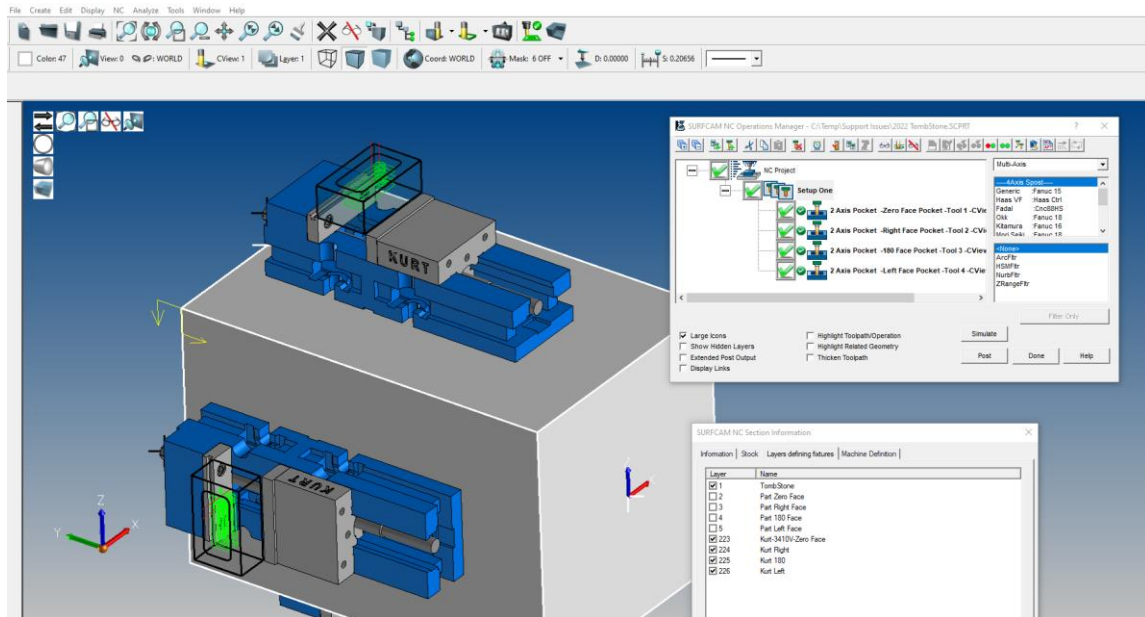 File Create Edit Display NC Analyze Tools Window Help
Color: 47 View: 0 WORLD CView: 1 Layer: 1 Coord: WORLD Mask: 6 OFF D: 0.00000 S: 0.20656
SURFCAM NC Operations Manager - C:\Temp\Support Issues\2022 TombStone.SCPRT ? X
NC Project
Setup One
2 Axis Pocket -Zero Face Pocket -Tool 1 -CVie
2 Axis Pocket -Right Face Pocket -Tool 2 -CVi
2 Axis Pocket -180 Face Pocket -Tool 3 -CView
2 Axis Pocket -Left Face Pocket -Tool 4 -CVie
Multi-Axis
----4Axis Spost----
Generic :Fanuc 15
Haas VF :Haas Ctrl
Fadal :Cnc88HS
Okk :Fanuc 18
Kitamura :Fanuc 16
Mori Seiki :Fanuc 18
<None>
ArcFltr
HSMFltr
NurbFltr
ZRangeFltr
Filter Only
Large Icons
Show Hidden Layers
Extended Post Output
Display Links
Highlight Toolpath/Operation
Highlight Related Geometry
Thicken Toolpath
Simulate
Post Done Help
KURT
KURT
Z
Y
X
SURFCAM NC Section Information
Information Stock Layers defining fixtures Machine Definition
Layer Name
1 TombStone
2 Part Zero Face
3 Part Right Face
4 Part 180 Face
5 Part Left Face
223 Kurt-3410V-Zero Face
224 Kurt Right
225 Kurt 180
226 Kurt Left